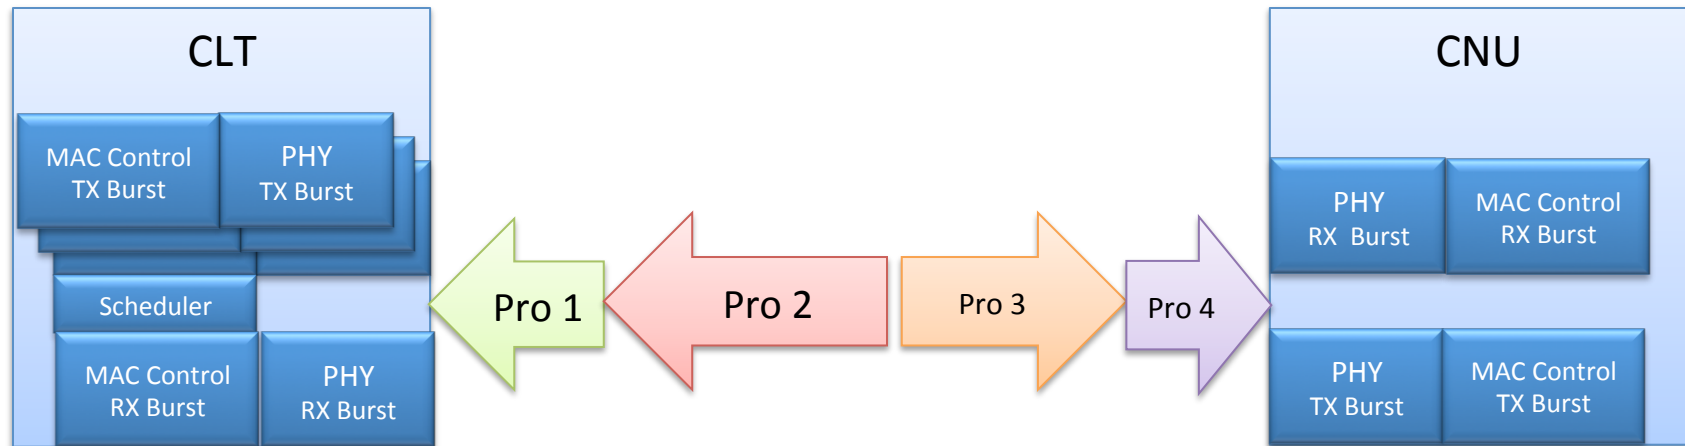 CLT
MAC Control
TX Burst
PHY
TX Burst
Scheduler
MAC Control
RX Burst
PHY
RX Burst
Pro 1
Pro 2
Pro 3
Pro 4
CNU
PHY
RX Burst
MAC Control
RX Burst
PHY
TX Burst
MAC Control
TX Burst